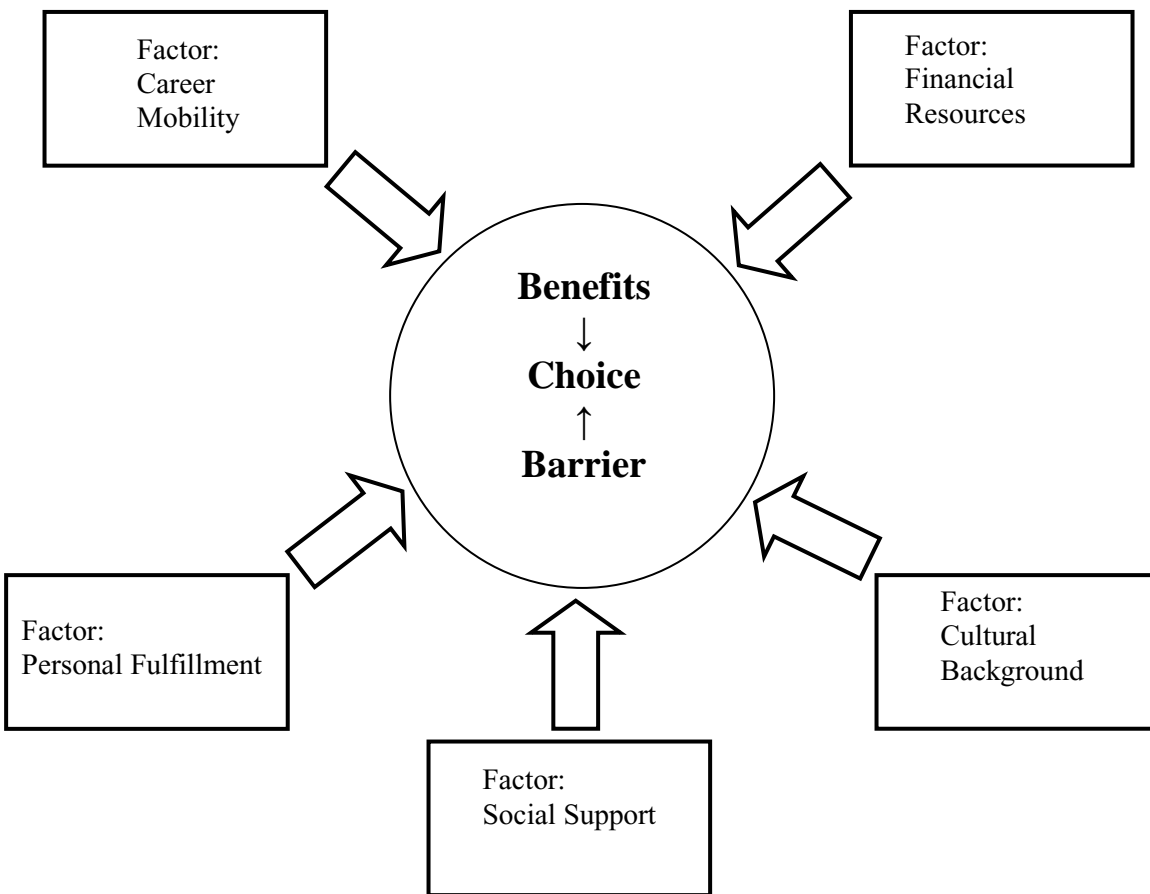 Factor:
Career
Mobility
Factor:
Financial
Resources
Benefits
↓
Choice
↑
Barrier
Factor:
Personal Fulfillment
Factor:
Cultural
Background
Factor:
Social Support